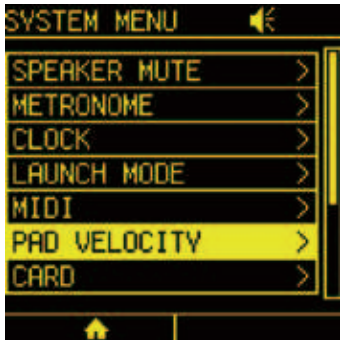 SYSTEM MENU
SPEAKER MUTE >
METRONOME >
CLOCK >
LAUNCH MODE >
MIDI >
PAD VELOCITY >
CARD >